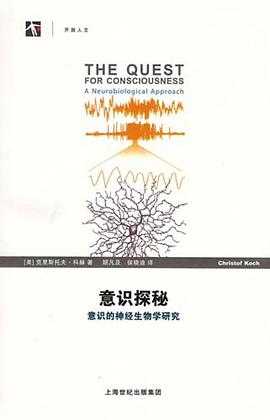 开放人文
THE QUEST
FOR CONSCIOUSNESS
A Neurobiological Approach
[美] 克里斯托夫·科赫 著 顾凡及 侯晓迪 译
Christof Koch
意识探秘
意识的神经生物学研究
上海世纪出版集团